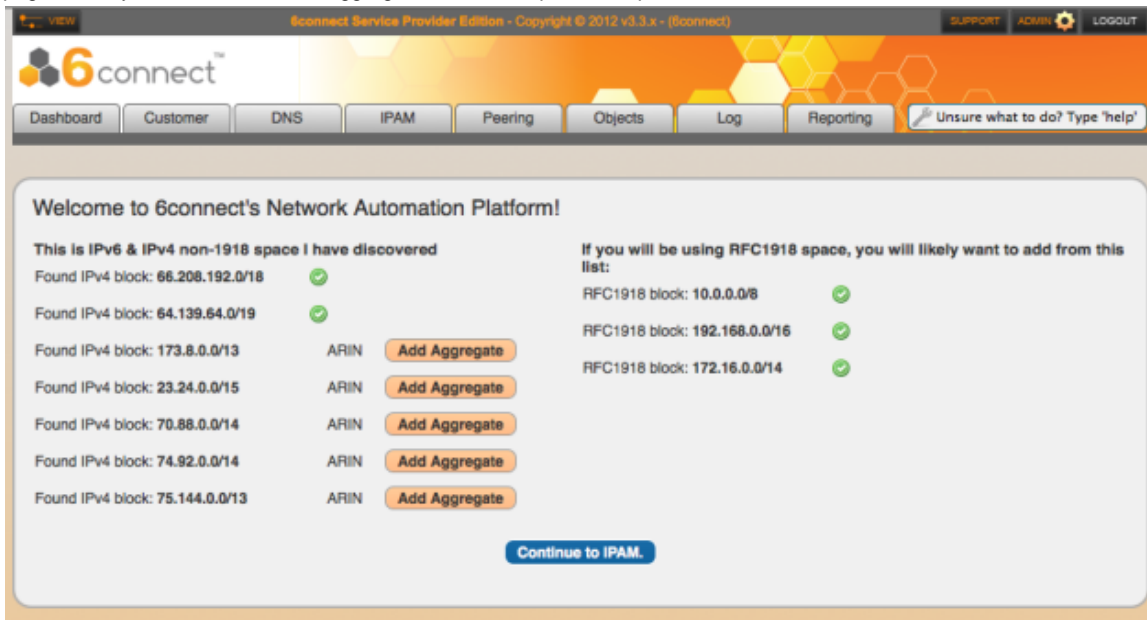 VIEW
6connect Service Provider Edition - Copyright © 2012 v3.3.x - (6connect)
SUPPORT ADMIN LOGOUT
6connect™
Dashboard Customer DNS IPAM Peering Objects Log Reporting Unsure what to do? Type 'help'
Welcome to 6connect's Network Automation Platform!
This is IPv6 & IPv4 non-1918 space I have discovered
Found IPv4 block: 66.208.192.0/18
Found IPv4 block: 64.139.64.0/19
Found IPv4 block: 173.8.0.0/13 ARIN Add Aggregate
Found IPv4 block: 23.24.0.0/15 ARIN Add Aggregate
Found IPv4 block: 70.88.0.0/14 ARIN Add Aggregate
Found IPv4 block: 74.92.0.0/14 ARIN Add Aggregate
Found IPv4 block: 75.144.0.0/13 ARIN Add Aggregate
If you will be using RFC1918 space, you will likely want to add from this
list:
RFC1918 block: 10.0.0.0/8
RFC1918 block: 192.168.0.0/16
RFC1918 block: 172.16.0.0/14
Continue to IPAM.